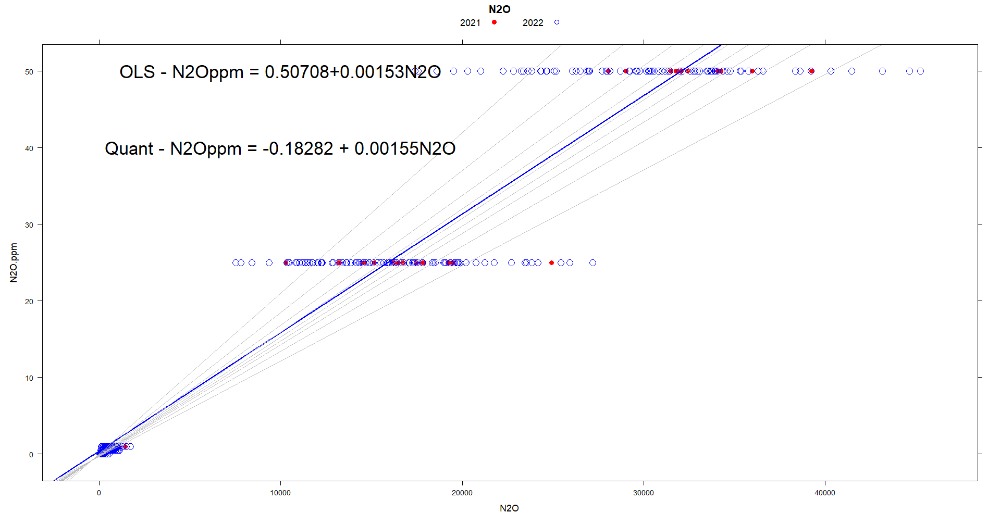 N2O
2021 2022
OLS - N2Oppm = 0.50708+0.00153N2O
Quant - N2Oppm = -0.18282 + 0.00155N2O
N2O.ppm
50
40
30
20
10
0
0 10000 20000 30000 40000
N2O